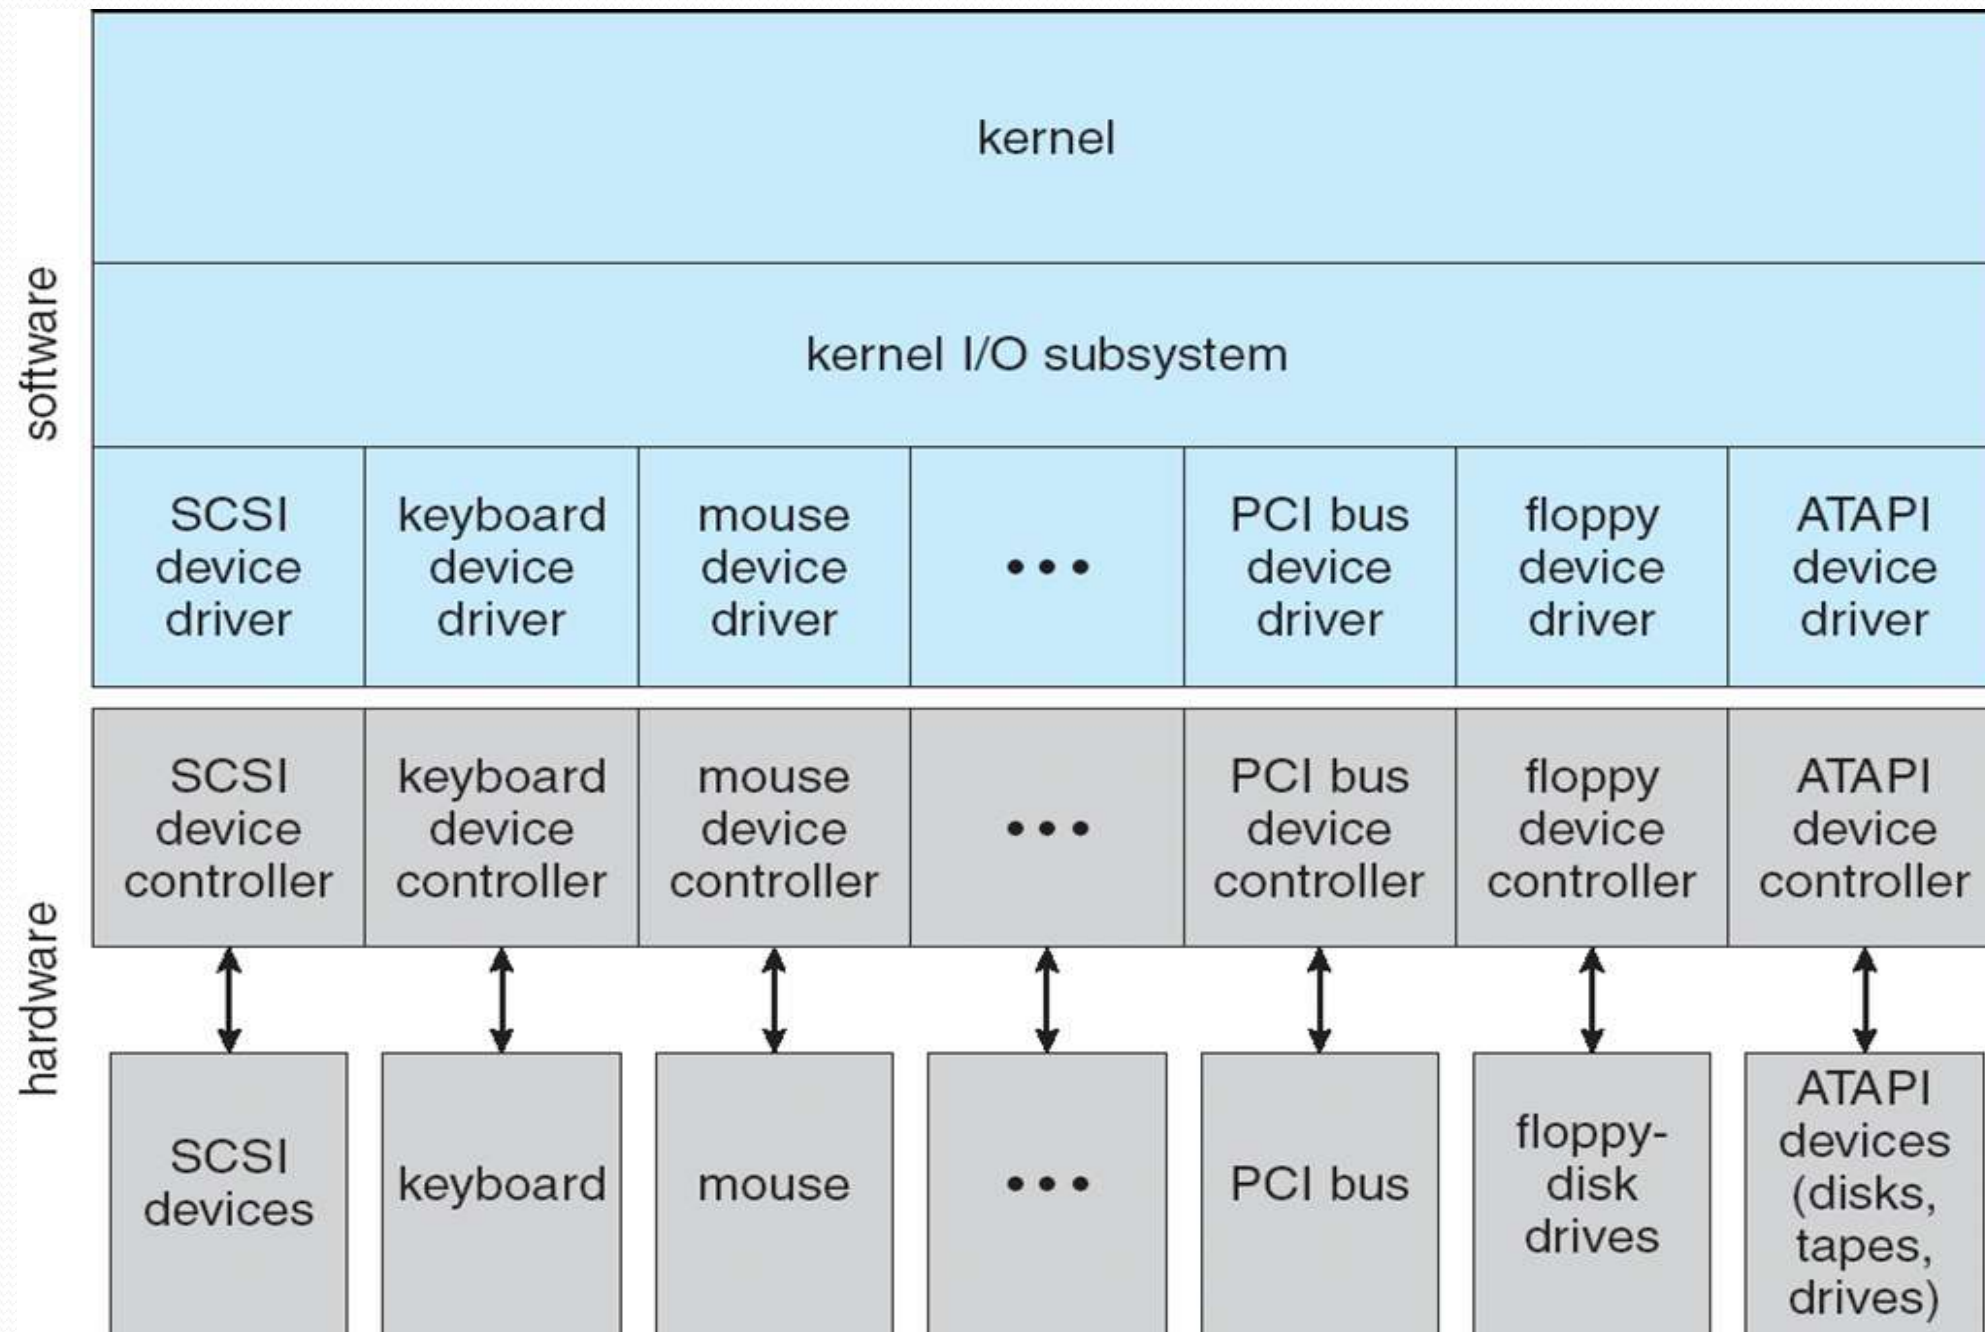 software
kernel
kernel I/O subsystem
SCSI
device
driver
keyboard
device
driver
mouse
device
driver
•••
PCI bus
device
driver
floppy
device
driver
ATAPI
device
driver
hardware
SCSI
device
controller
keyboard
device
controller
mouse
device
controller
•••
PCI bus
device
controller
floppy
device
controller
ATAPI
device
controller
SCSI
devices
keyboard
mouse
•••
PCI bus
floppy-
disk
drives
ATAPI
devices
(disks,
tapes,
drives)